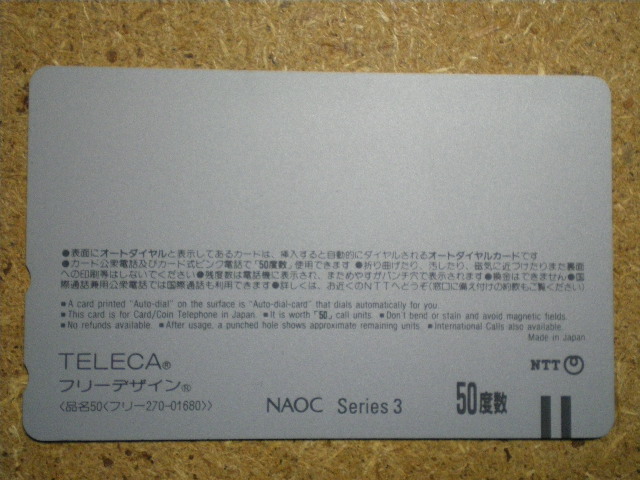 ●表面にオートダイヤルと表示してあるカードは、挿入すると自動的にダイヤルされるオートダイヤルカードです
●カード公衆電話及びカード式ピンク電話で「50度数」使用できます ●折り曲げたり、汚したり、磁気に近づけたりまた裏面
への印刷等はしないでください ●残度数は電話機に表示され、まためやすがパンチ穴で表示されます ●換金はできません ●国
際通話兼用公衆電話では国際通話も利用できます ●詳しくは、お近くのNTTへどうぞ(窓口に備え付けの約款もご覧ください)
■ A card printed "Auto-dial" on the surface is "Auto-dial-card" that dials automatically for you.
■ This card is for Card/Coin Telephone in Japan. ■ It is worth「50」call units. ■ Don't bend or stain and avoid magnetic fields.
■ No refunds available. ■ After usage, a punched hole shows approximate remaining units. ■ International Calls also available.
Made in Japan
TELECA®
NTT
フリーデザイン®
〈品名50〈フリー270-01680〉〉
NAOC Series 3
50度数